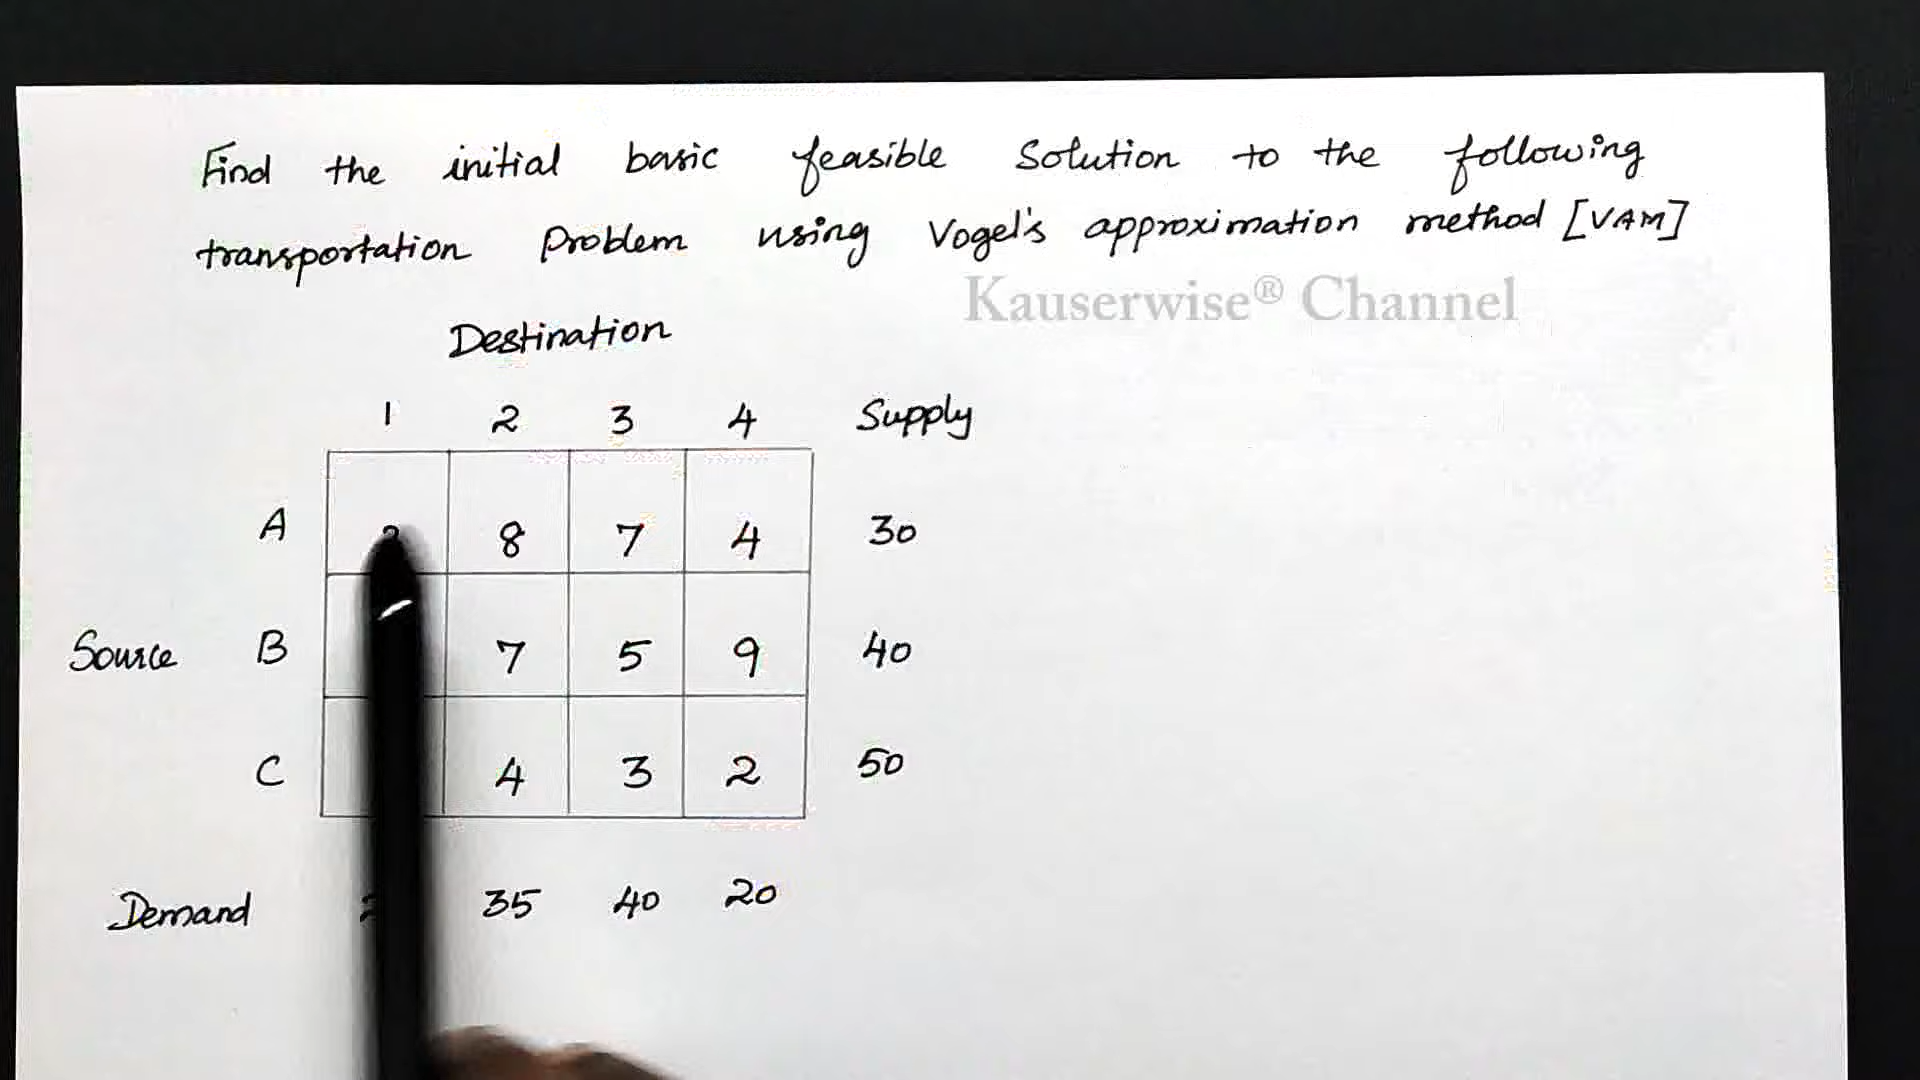 Find the initial basic feasible Solution to the following
transportation Problem using Vogel's approximation method [VAM]
Kauserwise® Channel
Destination
1 2 3 4 Supply
A 8 7 4 30
Source B 7 5 9 40
C 4 3 2 50
Demand 35 40 20